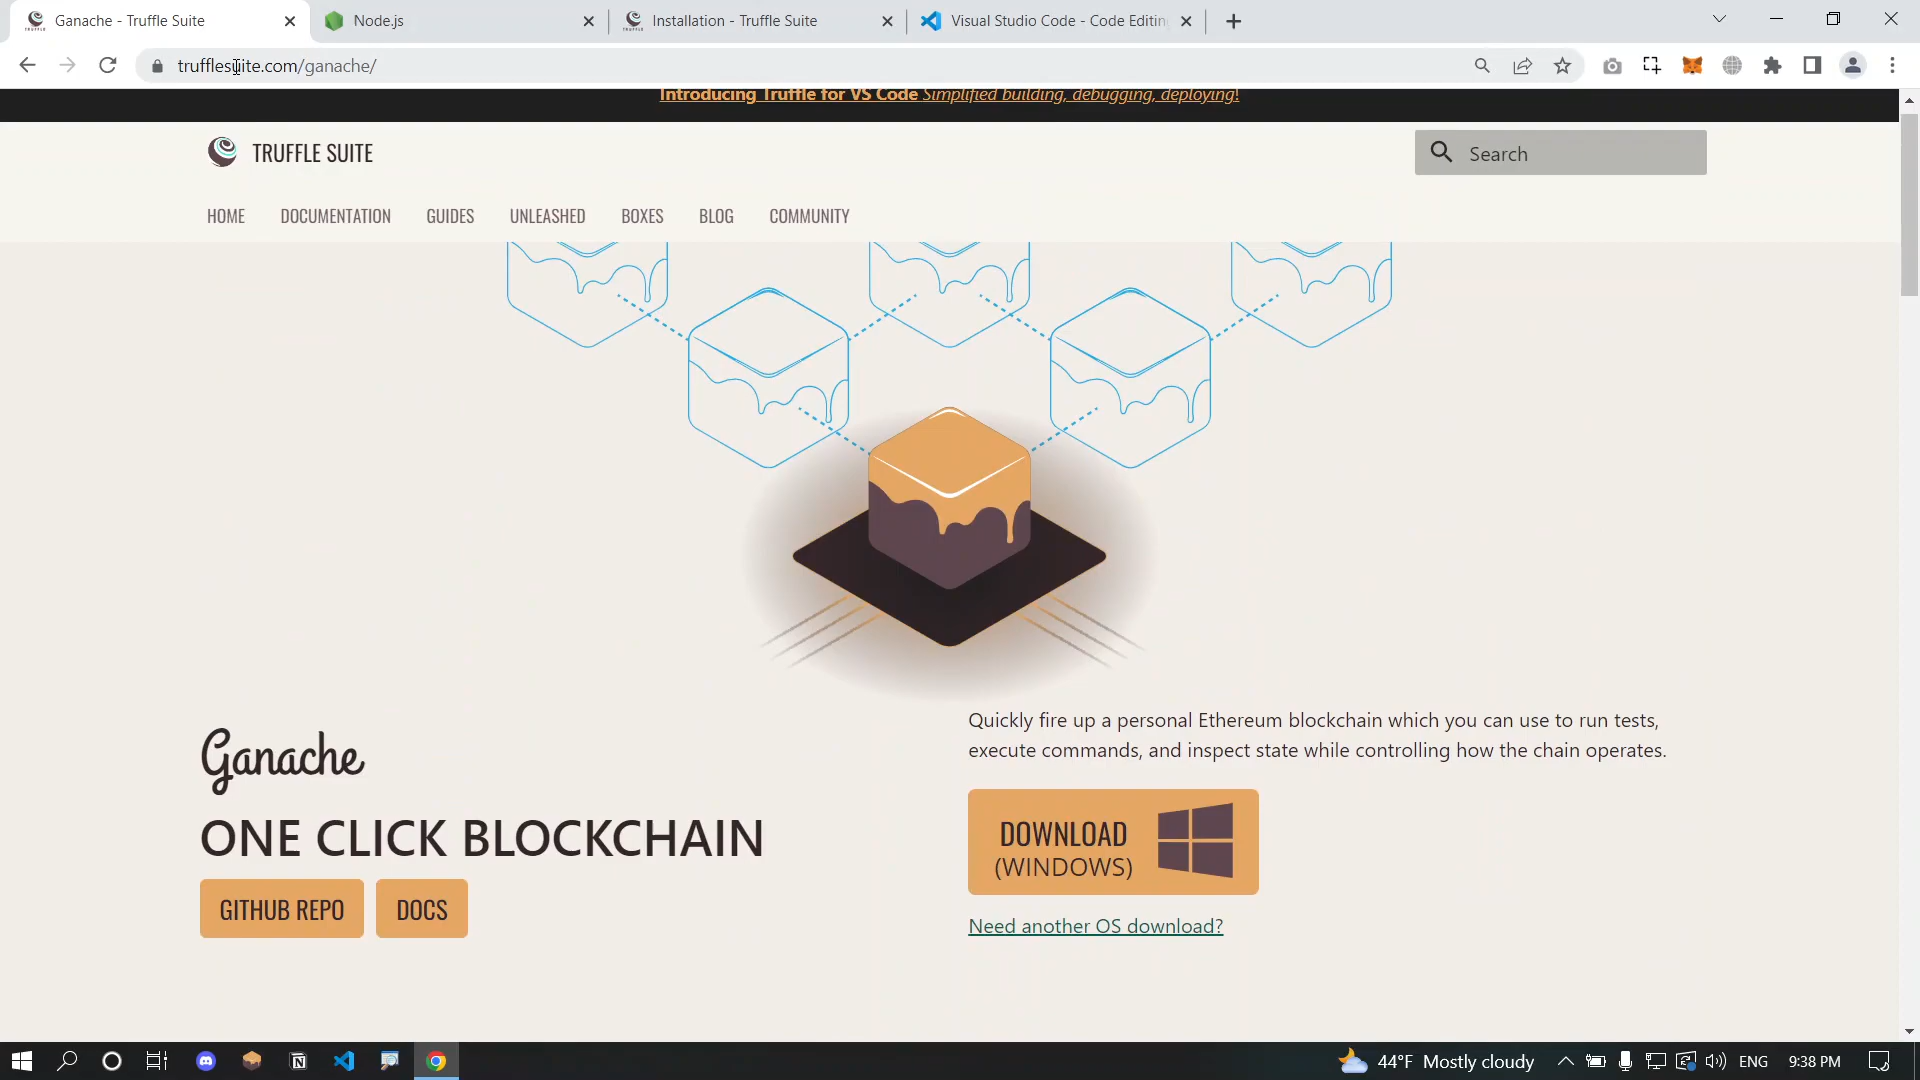 Ganache - Truffle Suite
Node.js
Installation - Truffle Suite
Visual Studio Code - Code Editin
trufflesuite.com/ganache/
Introducing Truffle for VS Code Simplified building, debugging, deploying!
TRUFFLE SUITE
Search
HOME DOCUMENTATION GUIDES UNLEASHED BOXES BLOG COMMUNITY
Ganache
ONE CLICK BLOCKCHAIN
GITHUB REPO DOCS
Quickly fire up a personal Ethereum blockchain which you can use to run tests,
execute commands, and inspect state while controlling how the chain operates.
DOWNLOAD
(WINDOWS)
Need another OS download?
44°F Mostly cloudy
ENG
9:38 PM